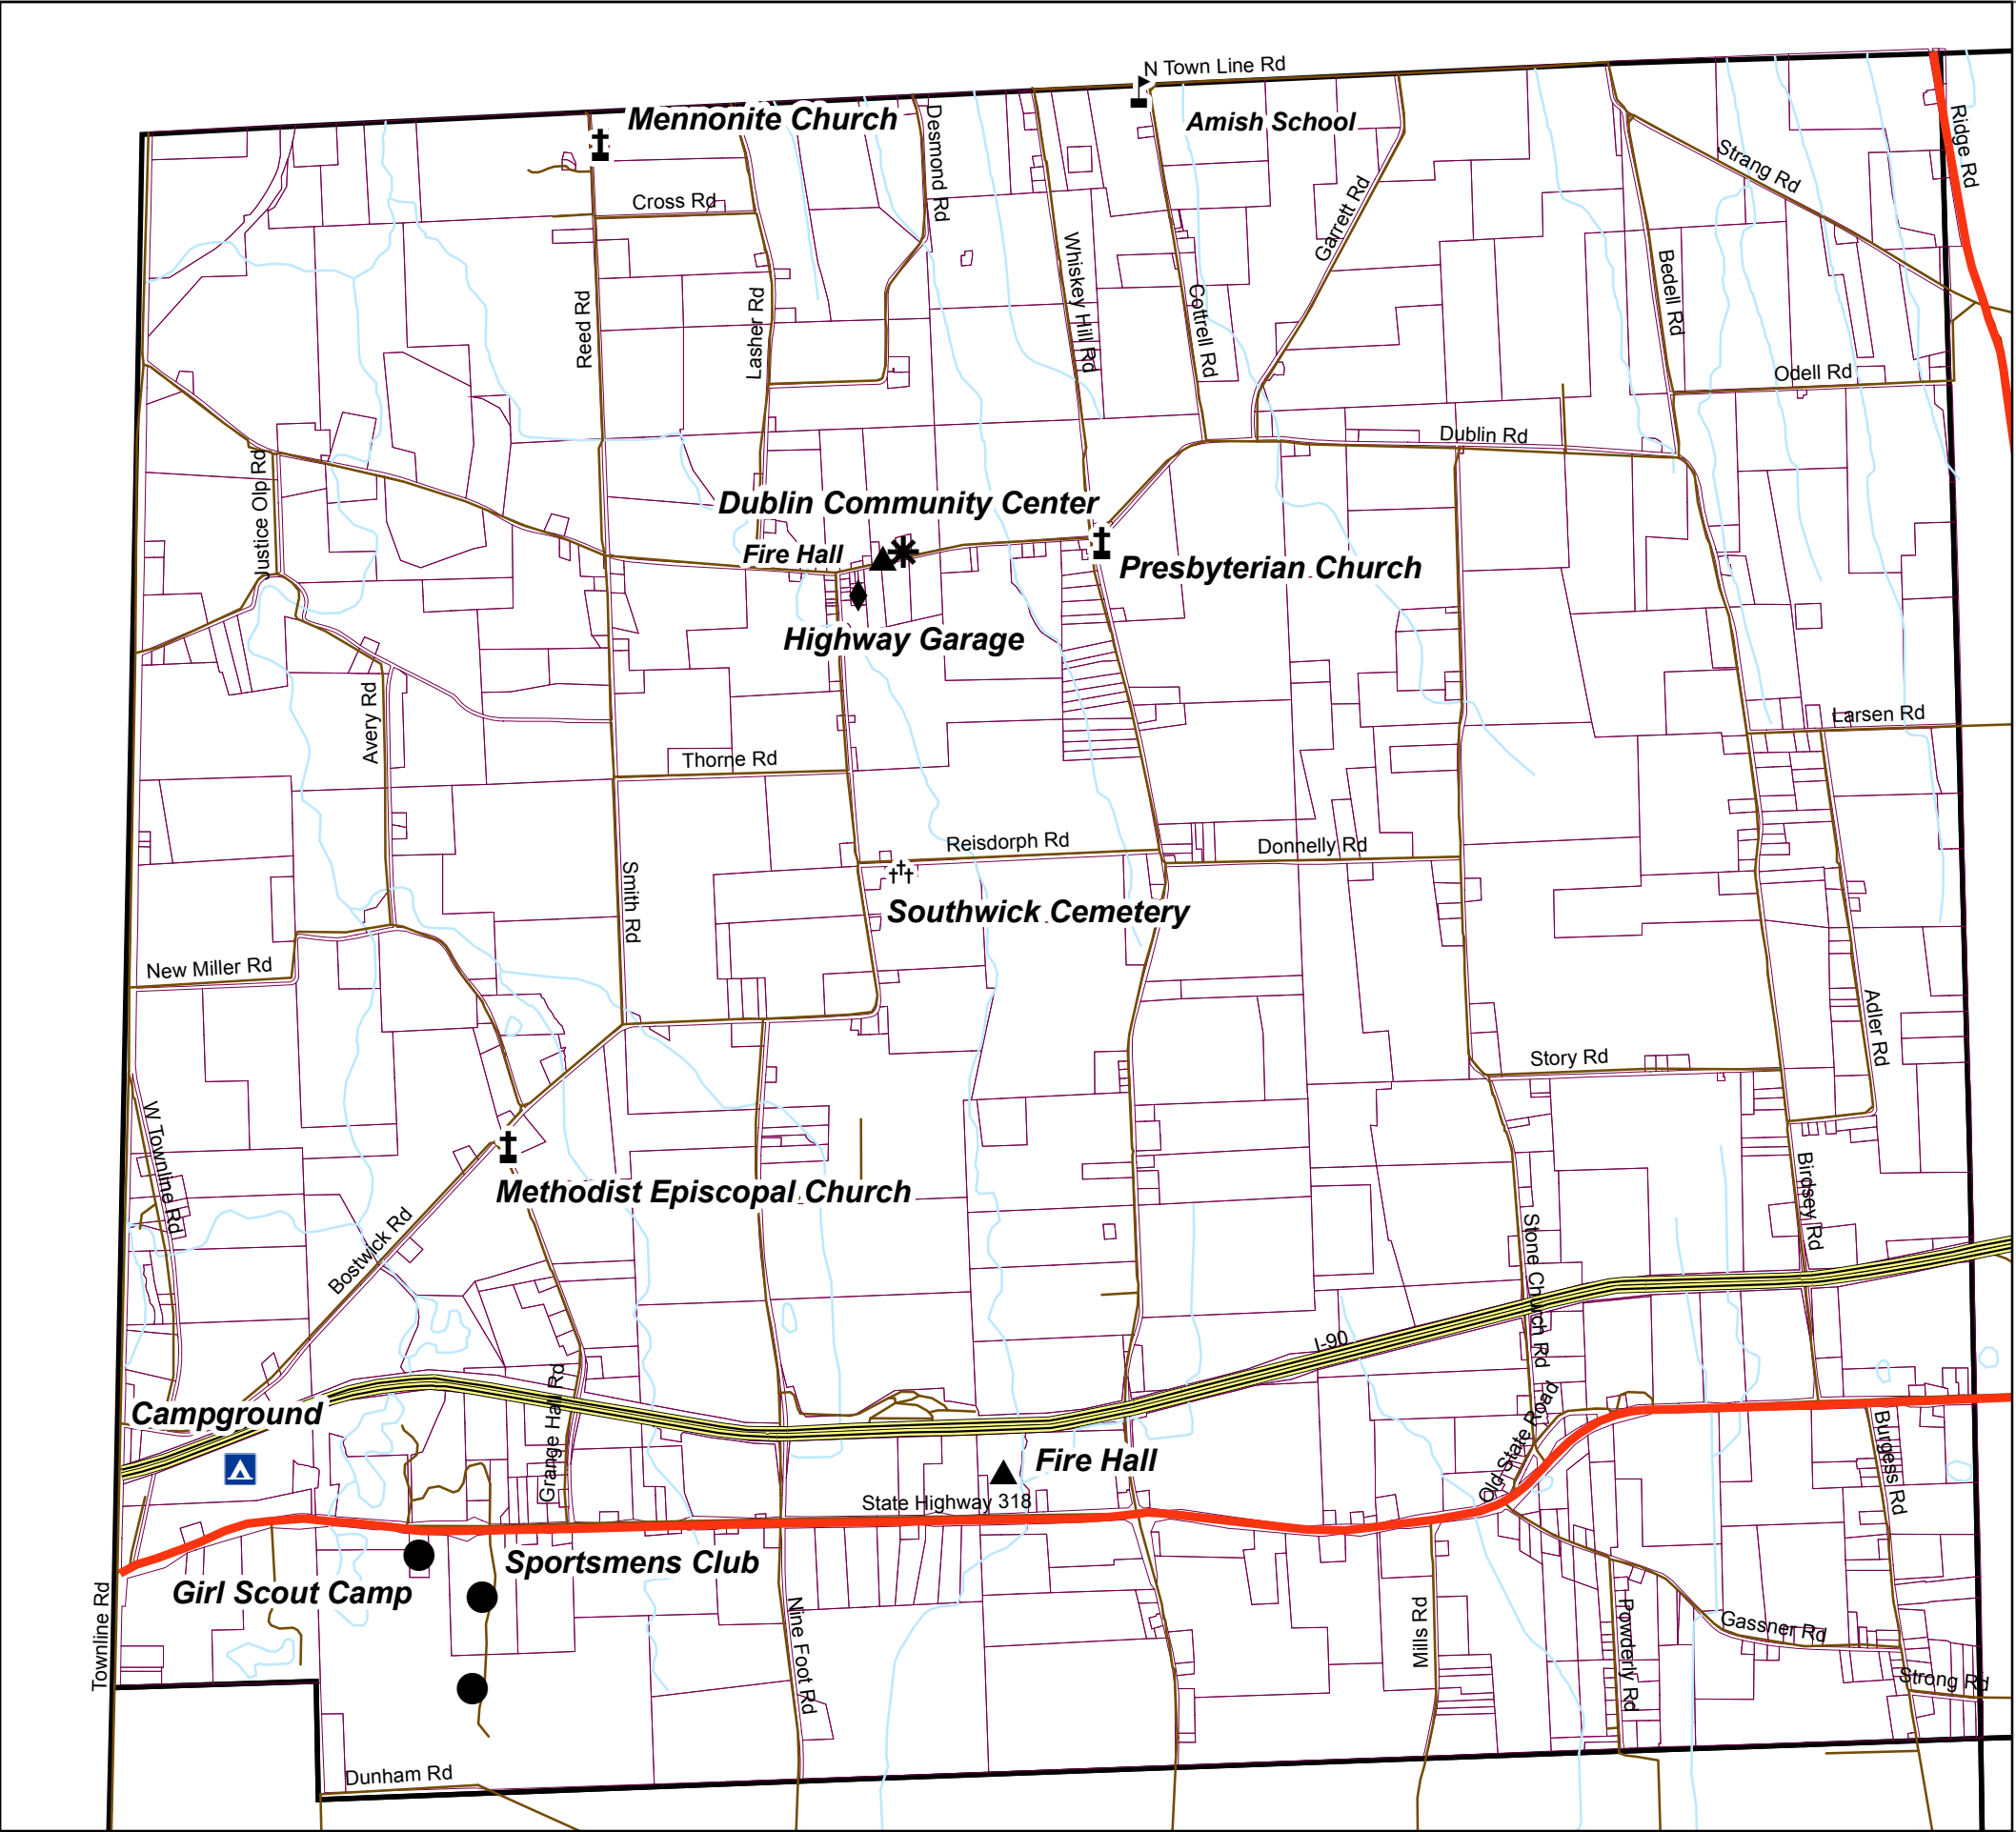 N Town Line Rd
Mennonite Church
Amish School
Desmond Rd
Ridge Rd
Strang Rd
Cross Rd
Garrett Rd
Whiskey Hill Rd
Bedell Rd
Reed Rd
Lasher Rd
Cottrell Rd
Odell Rd
Dublin Rd
Justice Olp Rd
Dublin Community Center
Fire Hall
Presbyterian Church
Highway Garage
Avery Rd
Larsen Rd
Thorne Rd
Reisdorph Rd
Donnelly Rd
Smith Rd
Southwick Cemetery
New Miller Rd
Adler Rd
Story Rd
W Townline Rd
Methodist Episcopal Church
Birdsey Rd
Bostwick Rd
Stone Church Rd
I-90
Campground
Grange Hall Rd
Old State Road
Burgess Rd
Fire Hall
State Highway 318
Sportsmens Club
Girl Scout Camp
Townline Rd
Nine Foot Rd
Mills Rd
Powderly Rd
Gassner Rd
Strong Rd
Dunham Rd